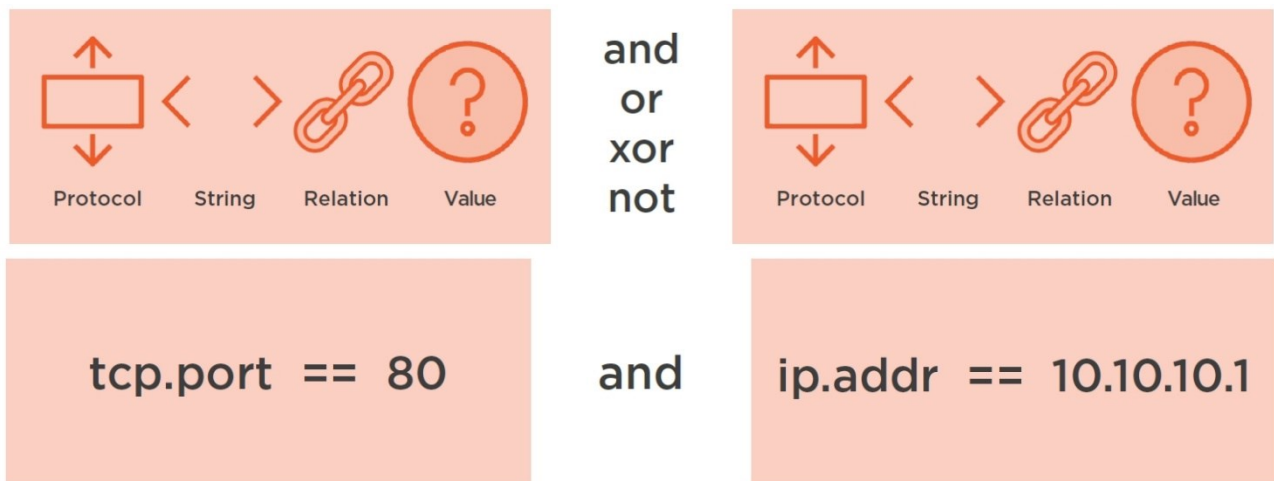 and
or
xor
not
Protocol String Relation Value
Protocol String Relation Value
tcp.port == 80
and
ip.addr == 10.10.10.1